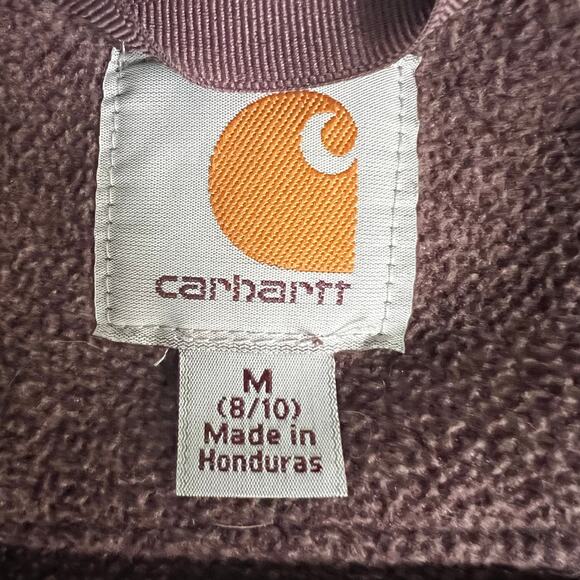 carhartt
M
(8/10)
Made in
Honduras